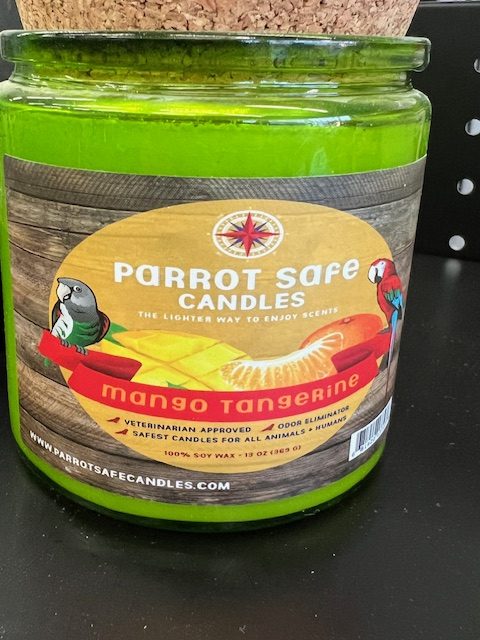 PARROT SAFE
CANDLES
THE LIGHTER WAY TO ENJOY SCENTS
MANGO TANGERINE
VETERINARIAN APPROVED ODOR ELIMINATOR
SAFEST CANDLES FOR ALL ANIMALS + HUMANS
100% SOY WAX - 13 OZ (369 G)
WWW.PARROTSAFECANDLES.COM